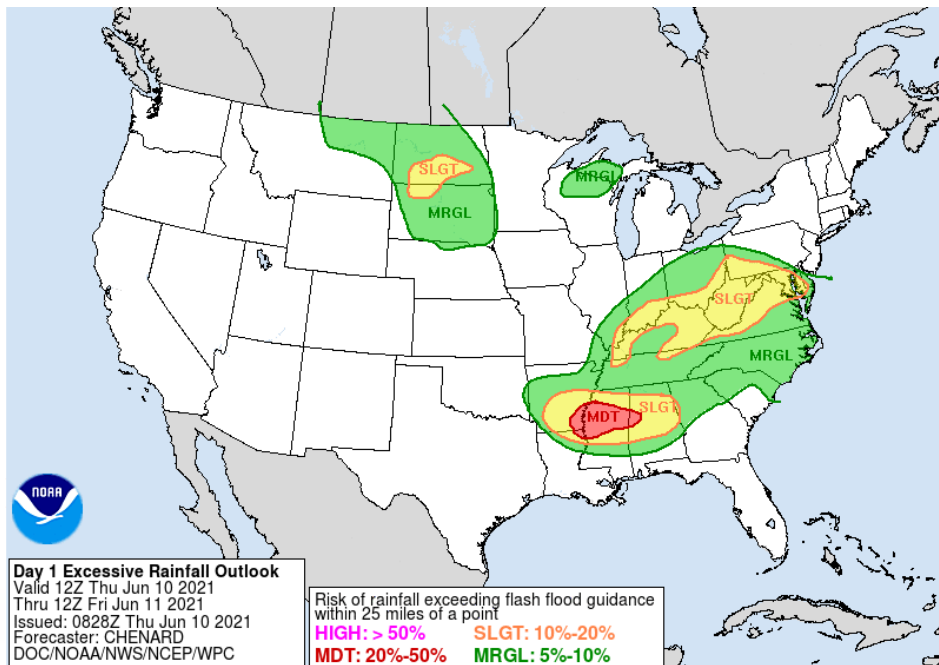 SLGT
MRGL
MRGL
SLGT
MRGL
SLGT
MDT
NOAA
Day 1 Excessive Rainfall Outlook
Valid 12Z Thu Jun 10 2021
Thru 12Z Fri Jun 11 2021
Issued: 0828Z Thu Jun 10 2021
Forecaster: CHENARD
DOC/NOAA/NWS/NCEP/WPC
Risk of rainfall exceeding flash flood guidance
within 25 miles of a point
HIGH: > 50% SLGT: 10%-20%
MDT: 20%-50% MRGL: 5%-10%